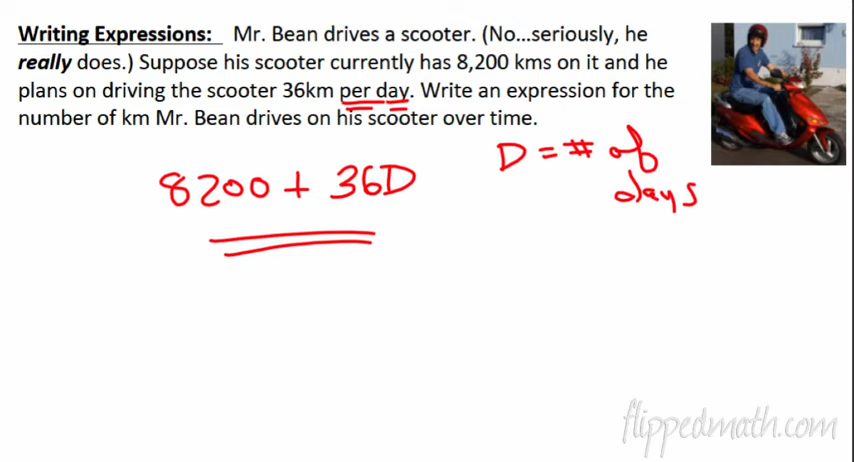 Writing Expressions: Mr. Bean drives a scooter. (No...seriously, he
really does.) Suppose his scooter currently has 8,200 kms on it and he
plans on driving the scooter 36km per day. Write an expression for the
number of km Mr. Bean drives on his scooter over time.
8200 + 36D
D = # of
days
flippedmath.com